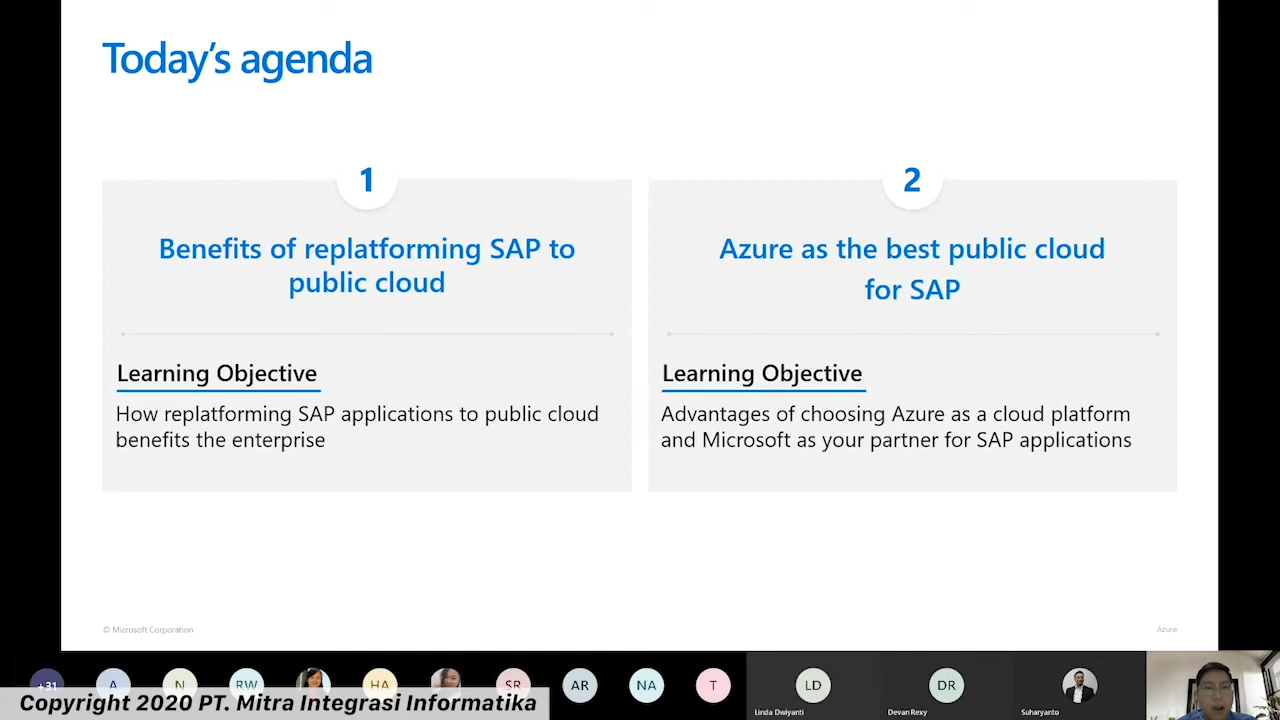 Today's agenda
1
Benefits of replatforming SAP to
public cloud
Learning Objective
How replatforming SAP applications to public cloud
benefits the enterprise
2
Azure as the best public cloud
for SAP
Learning Objective
Advantages of choosing Azure as a cloud platform
and Microsoft as your partner for SAP applications
© Microsoft Corporation
Azure
+31
A
N
RW
HA
SR
AR
NA
T
LD
Linda Dwiyanti
DR
Devan Rexy
Suharyanto
Copyright 2020 PT. Mitra Integrasi Informatika